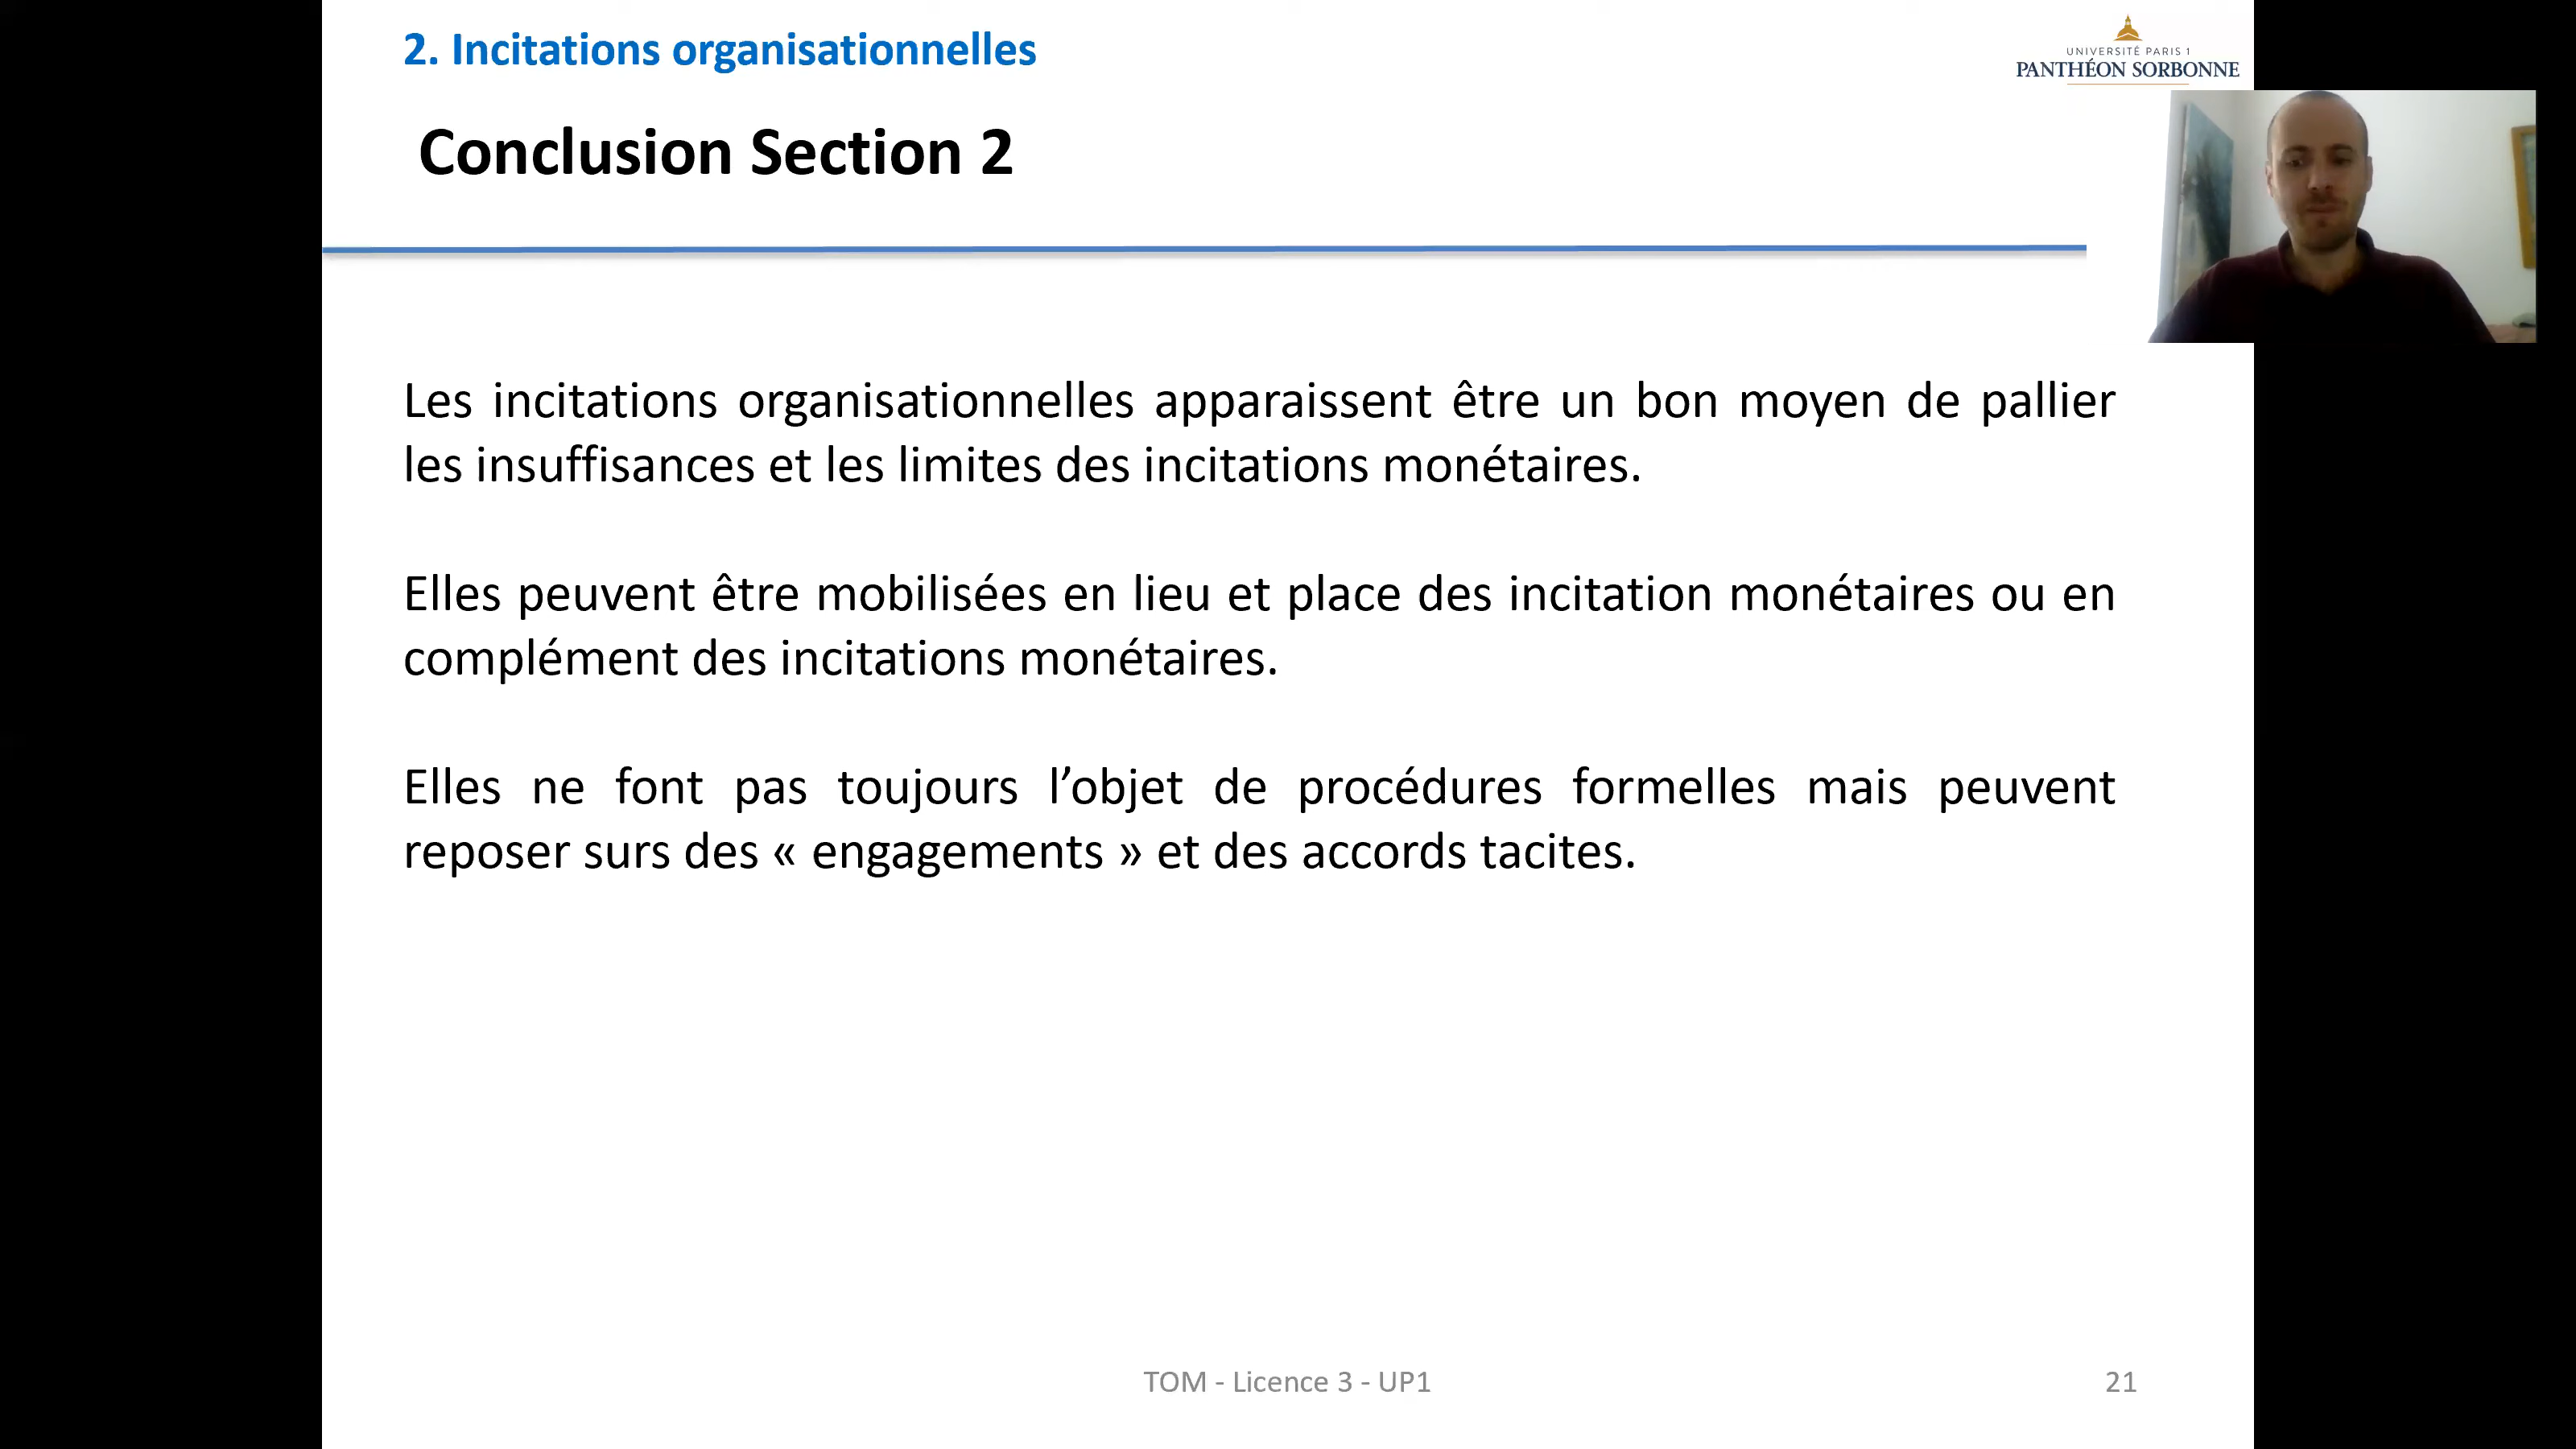 2. Incitations organisationnelles
UNIVERSITÉ PARIS 1
PANTHÉON SORBONNE
Conclusion Section 2
Les incitations organisationnelles apparaissent être un bon moyen de pallier
les insuffisances et les limites des incitations monétaires.
Elles peuvent être mobilisées en lieu et place des incitation monétaires ou en
complément des incitations monétaires.
Elles ne font pas toujours l’objet de procédures formelles mais peuvent
reposer surs des « engagements » et des accords tacites.
TOM - Licence 3 - UP1
21